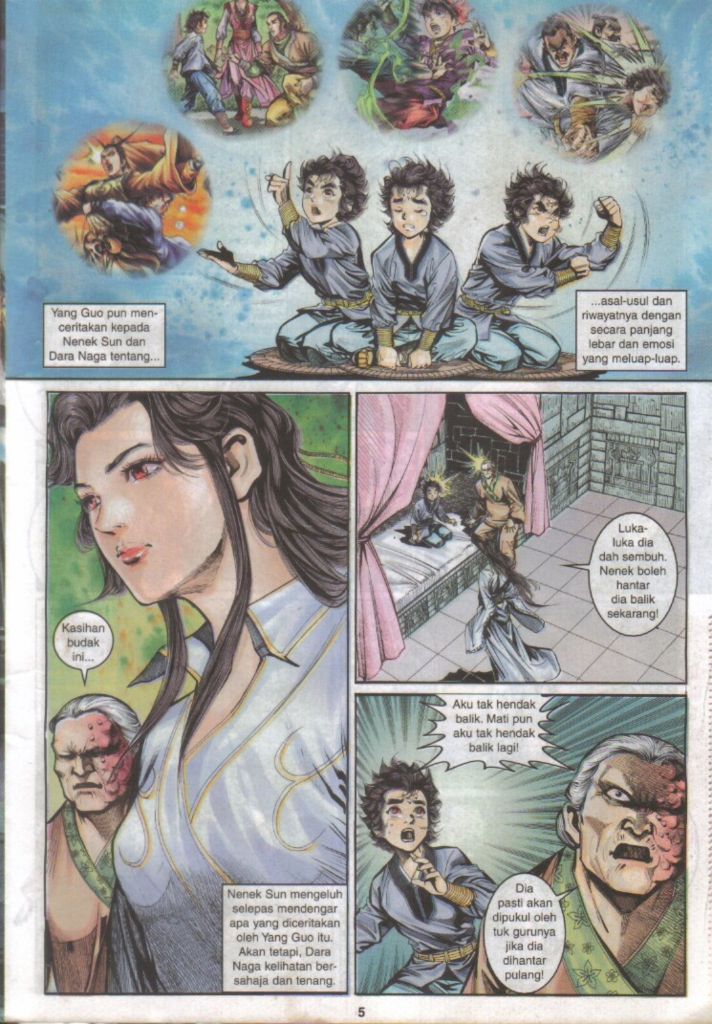 Yang Guo pun men-
ceritakan kepada
Nenek Sun dan
Dara Naga tentang...
...asal-usul dan
riwayatnya dengan
secara panjang
lebar dan emosi
yang meluap-luap.
Kasihan
budak
ini...
Nenek Sun mengeluh
selepas mendengar
apa yang diceritakan
oleh Yang Guo itu.
Akan tetapi, Dara
Naga kelihatan ber-
sahaja dan tenang.
Luka-
luka dia
dah sembuh.
Nenek boleh
hantar
dia balik
sekarang!
Aku tak hendak
balik. Mati pun
aku tak hendak
balik lagi!
Dia
pasti akan
dipukul oleh
tuk gurunya
jika dia
dihantar
pulang!
5